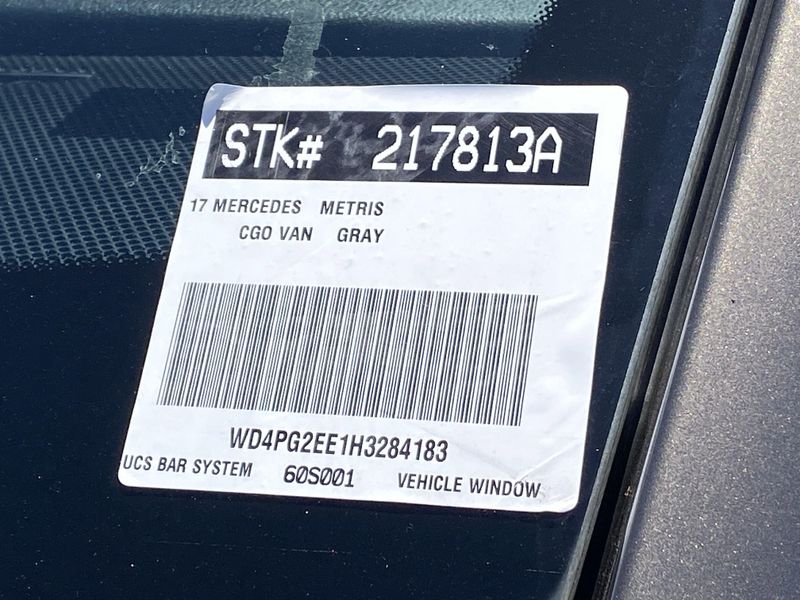 STK# 217813A
17 MERCEDES METRIS
CGO VAN GRAY
WD4PG2EE1H3284183
UCS BAR SYSTEM 60S001 VEHICLE WINDOW